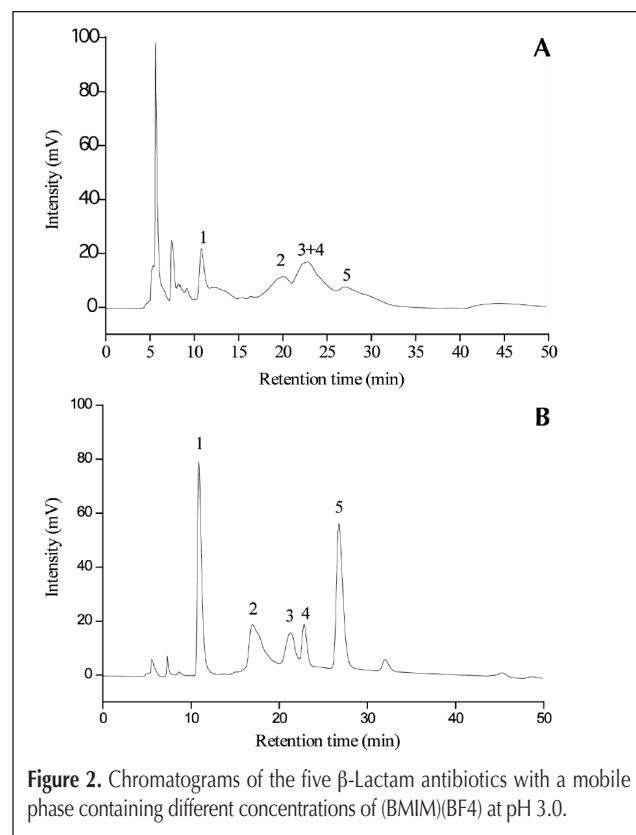 A
100
80
60
40
20
0
Intensity (mV)
1
2
3+4
5
0 5 10 15 20 25 30 35 40 45 50
Retention time (min)
B
100
80
60
40
20
0
Intensity (mV)
1
2
3
4
5
0 10 20 30 40 50
Retention time (min)
Figure 2. Chromatograms of the five β-Lactam antibiotics with a mobile
phase containing different concentrations of (BMIM)(BF4) at pH 3.0.